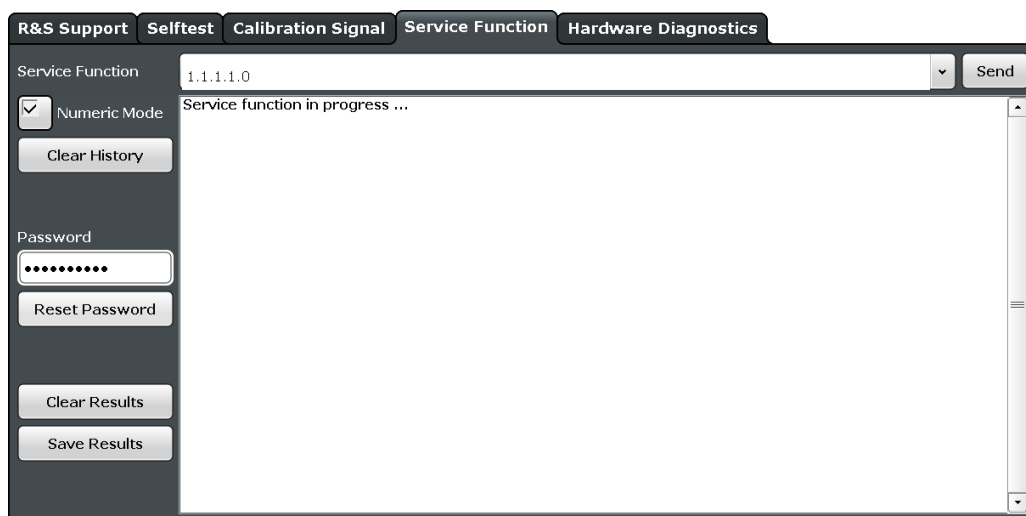 R&S Support Selftest Calibration Signal Service Function Hardware Diagnostics
Service Function 1.1.1.1.0 Send
Numeric Mode
Service function in progress ...
Clear History
Password
••••••••••
Reset Password
Clear Results
Save Results